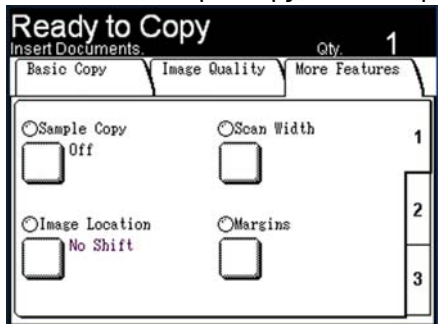 Ready to Copy
Insert Documents.
Qty. 1
Basic Copy
Image Quality
More Features
Sample Copy
Off
Scan Width
1
Image Location
No Shift
Margins
2
3